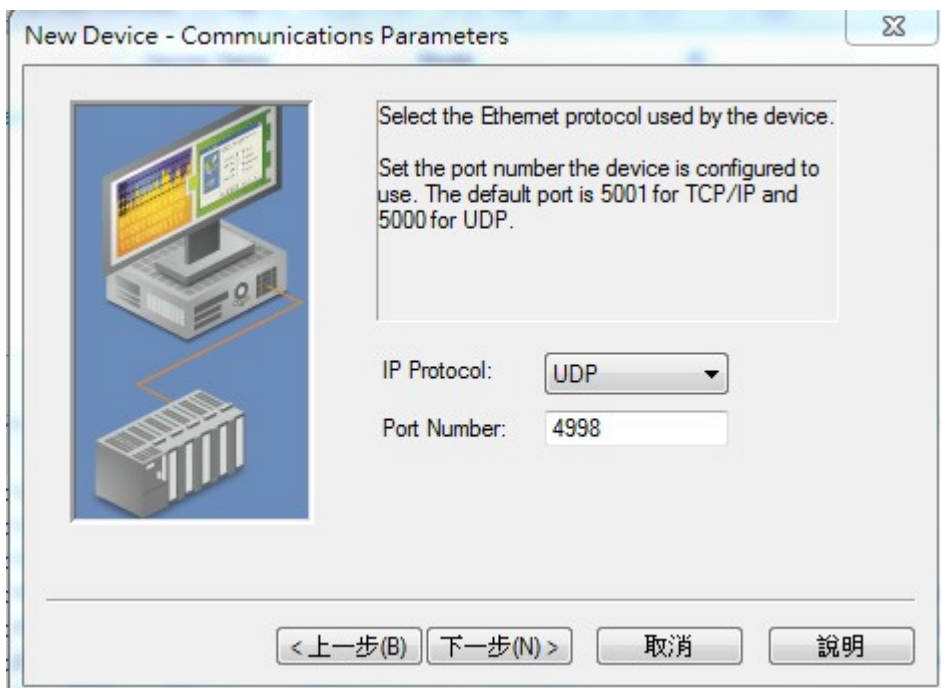 New Device - Communications Parameters
Select the Ethernet protocol used by the device.
Set the port number the device is configured to
use. The default port is 5001 for TCP/IP and
5000 for UDP.
IP Protocol: UDP
Port Number: 4998
<上一步(B) 下一步(N)> 取消 說明